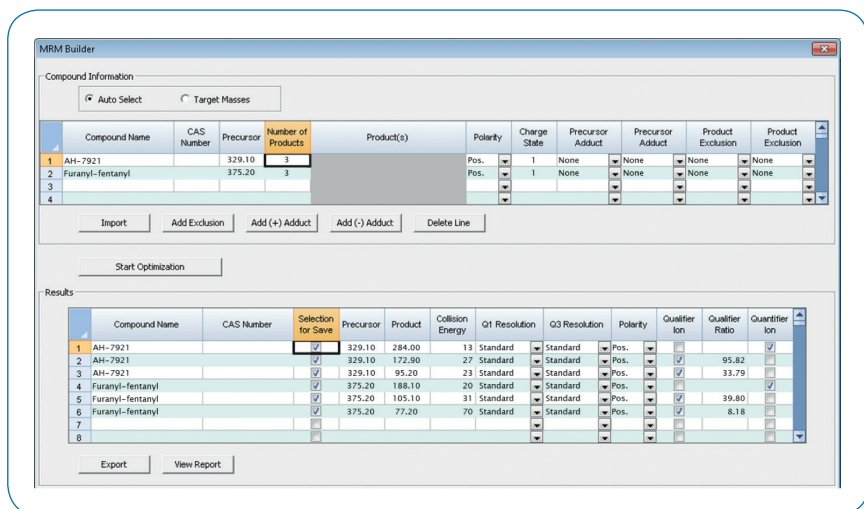 MRM Builder
Compound Information
Auto Select Target Masses
Compound Name CAS Number Precursor Number of Products Product(s) Polarity Charge State Precursor Adduct Precursor Adduct Product Exclusion Product Exclusion
1 AH-7921 329.10 3 Pos. 1 None None None None
2 Furanyl-fentanyl 375.20 3 Pos. 1 None None None None
3
4
Import Add Exclusion Add (+) Adduct Add (-) Adduct Delete Line
Start Optimization
Results
Compound Name CAS Number Selection for Save Precursor Product Collision Energy Q1 Resolution Q3 Resolution Polarity Qualifier Ion Qualifier Ratio Quantifier Ion
1 AH-7921 329.10 284.00 13 Standard Standard Pos.
2 AH-7921 329.10 172.90 27 Standard Standard Pos. 95.82
3 AH-7921 329.10 95.20 23 Standard Standard Pos. 33.79
4 Furanyl-fentanyl 375.20 188.10 20 Standard Standard Pos.
5 Furanyl-fentanyl 375.20 105.10 31 Standard Standard Pos. 39.80
6 Furanyl-fentanyl 375.20 77.20 70 Standard Standard Pos. 8.18
7
8
Export View Report